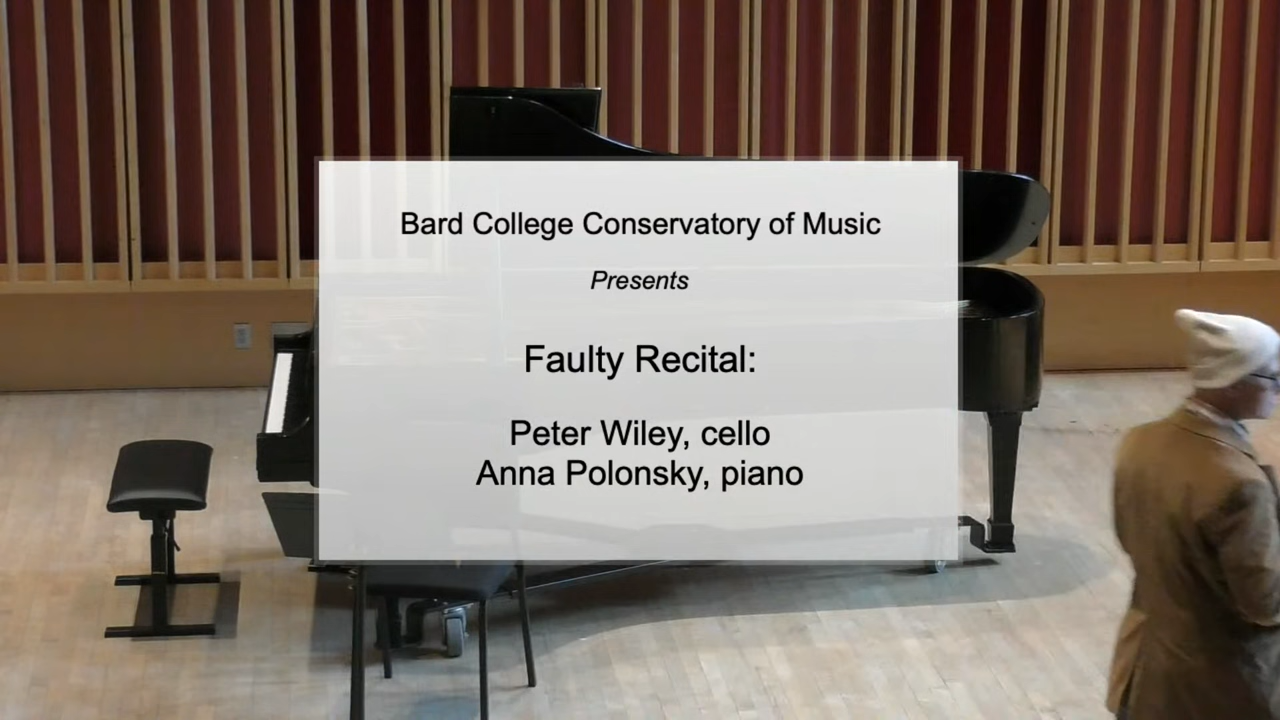 Bard College Conservatory of Music
Presents
Faulty Recital:
Peter Wiley, cello
Anna Polonsky, piano